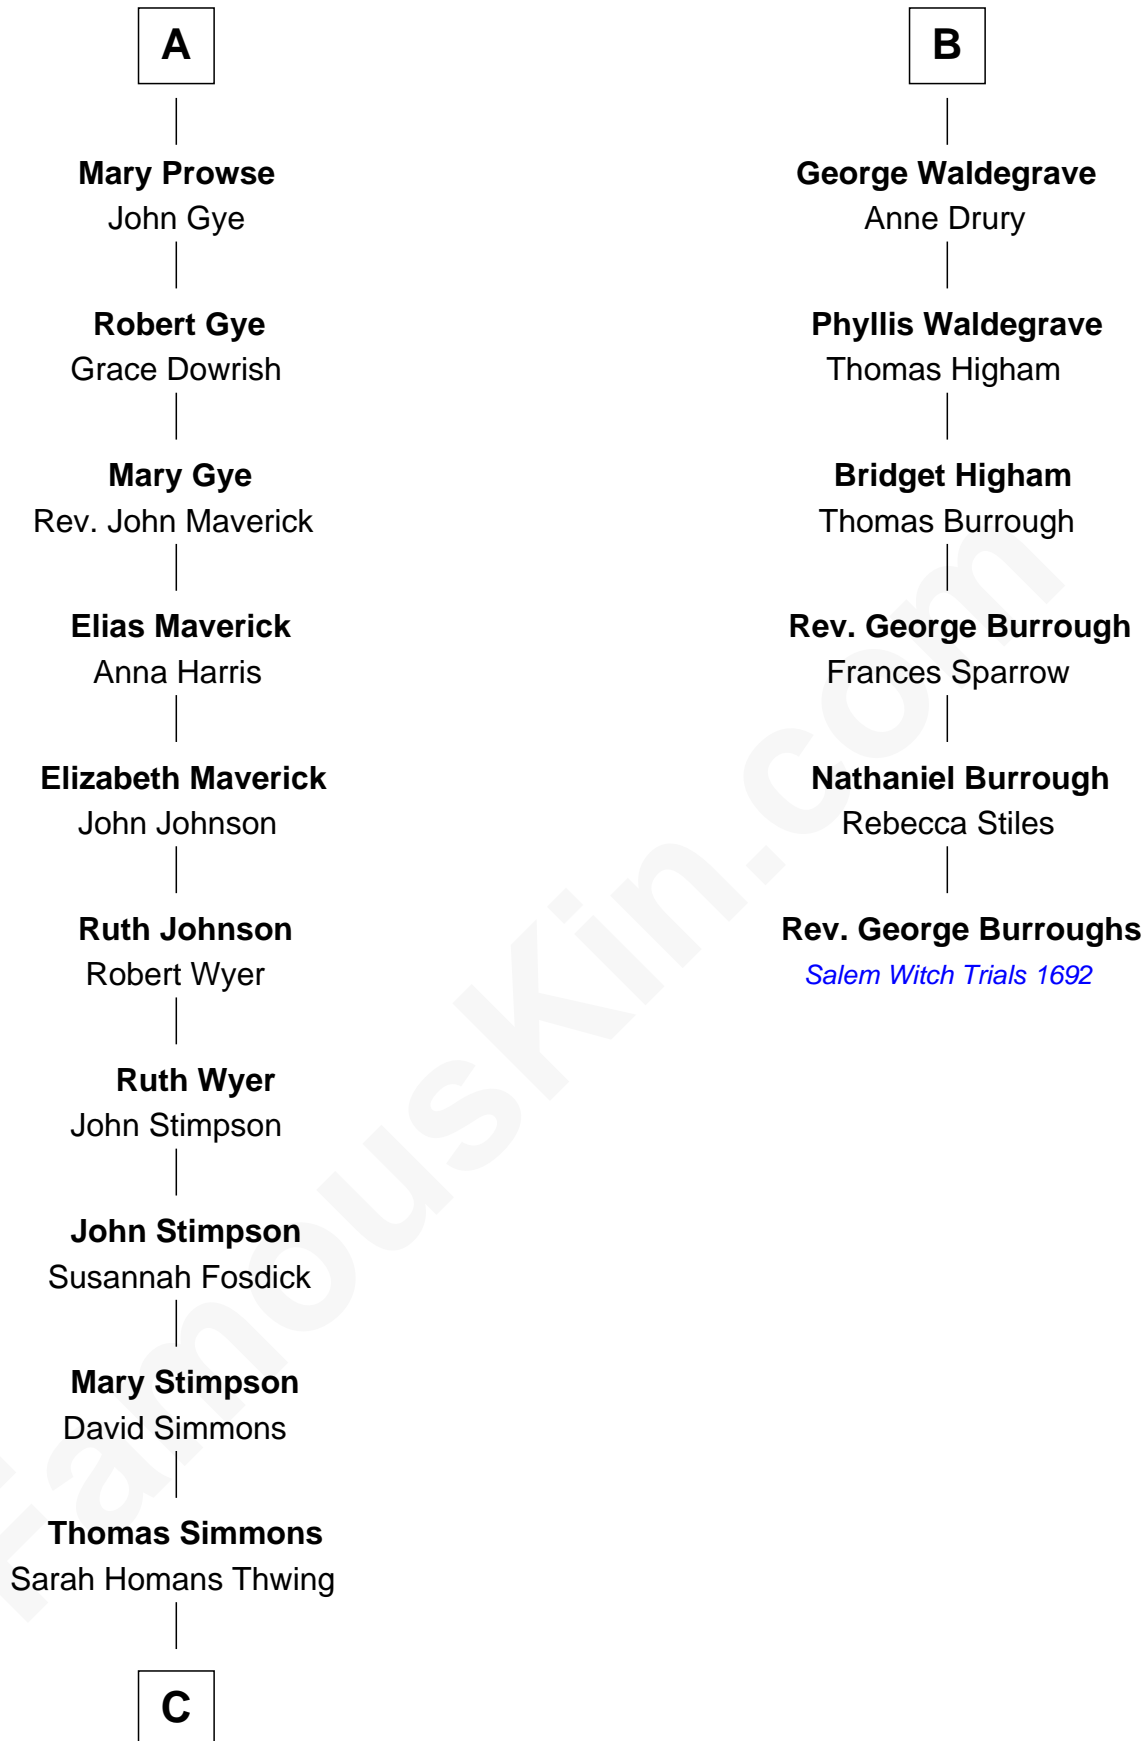 A
Mary Prowse
John Gye
Robert Gye
Grace Dowrish
Mary Gye
Rev. John Maverick
Elias Maverick
Anna Harris
Elizabeth Maverick
John Johnson
Ruth Johnson
Robert Wyer
Ruth Wyer
John Stimpson
John Stimpson
Susannah Fosdick
Mary Stimpson
David Simmons
Thomas Simmons
Sarah Homans Thwing
C
B
George Waldegrave
Anne Drury
Phyllis Waldegrave
Thomas Higham
Bridget Higham
Thomas Burrough
Rev. George Burrough
Frances Sparrow
Nathaniel Burrough
Rebecca Stiles
Rev. George Burroughs
Salem Witch Trials 1692
FamousKin.com